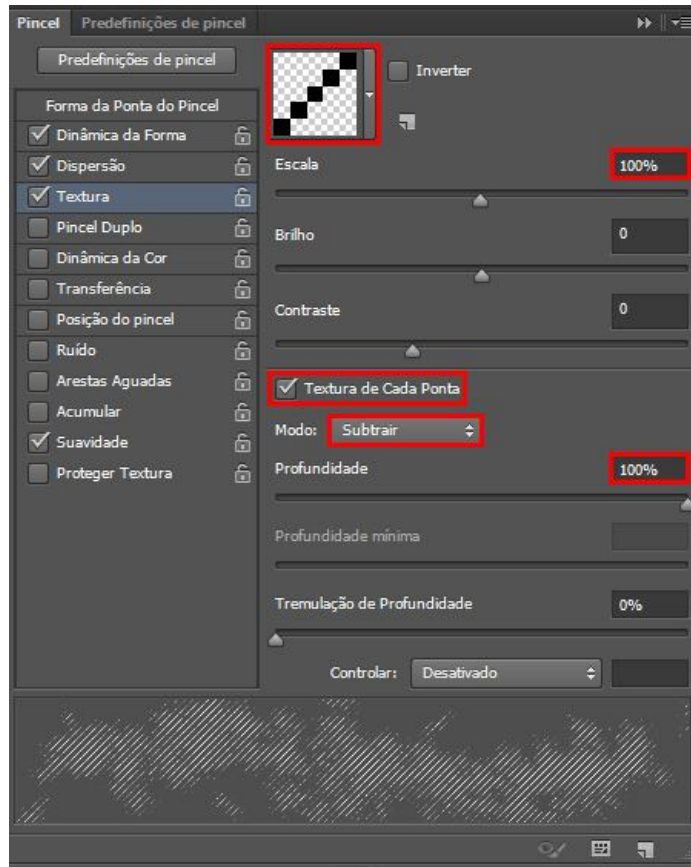 Pincel Predefinições de pincel
Predefinições de pincel
Forma da Ponta do Pincel
Dinâmica da Forma
Dispersão
Textura
Pincel Duplo
Dinâmica da Cor
Transferência
Posição do pincel
Ruído
Arestas Aguadas
Acumular
Suavidade
Proteger Textura
Inverter
Escala 100%
Brilho 0
Contraste 0
Textura de Cada Ponta
Modo: Subtrair
Profundidade 100%
Profundidade mínima
Tremulação de Profundidade 0%
Controlar: Desativado